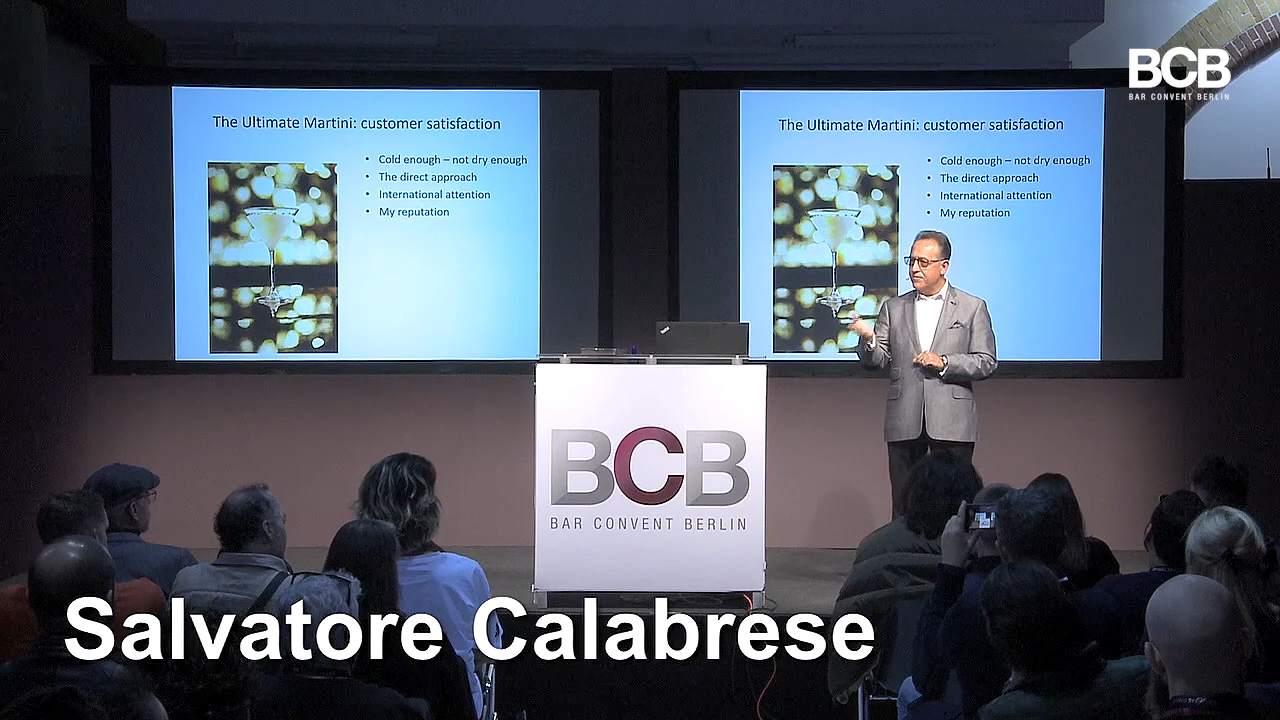 BCB
BAR CONVENT BERLIN
The Ultimate Martini: customer satisfaction
• Cold enough – not dry enough
• The direct approach
• International attention
• My reputation
The Ultimate Martini: customer satisfaction
• Cold enough – not dry enough
• The direct approach
• International attention
• My reputation
BCB
BAR CONVENT BERLIN
Salvatore Calabrese